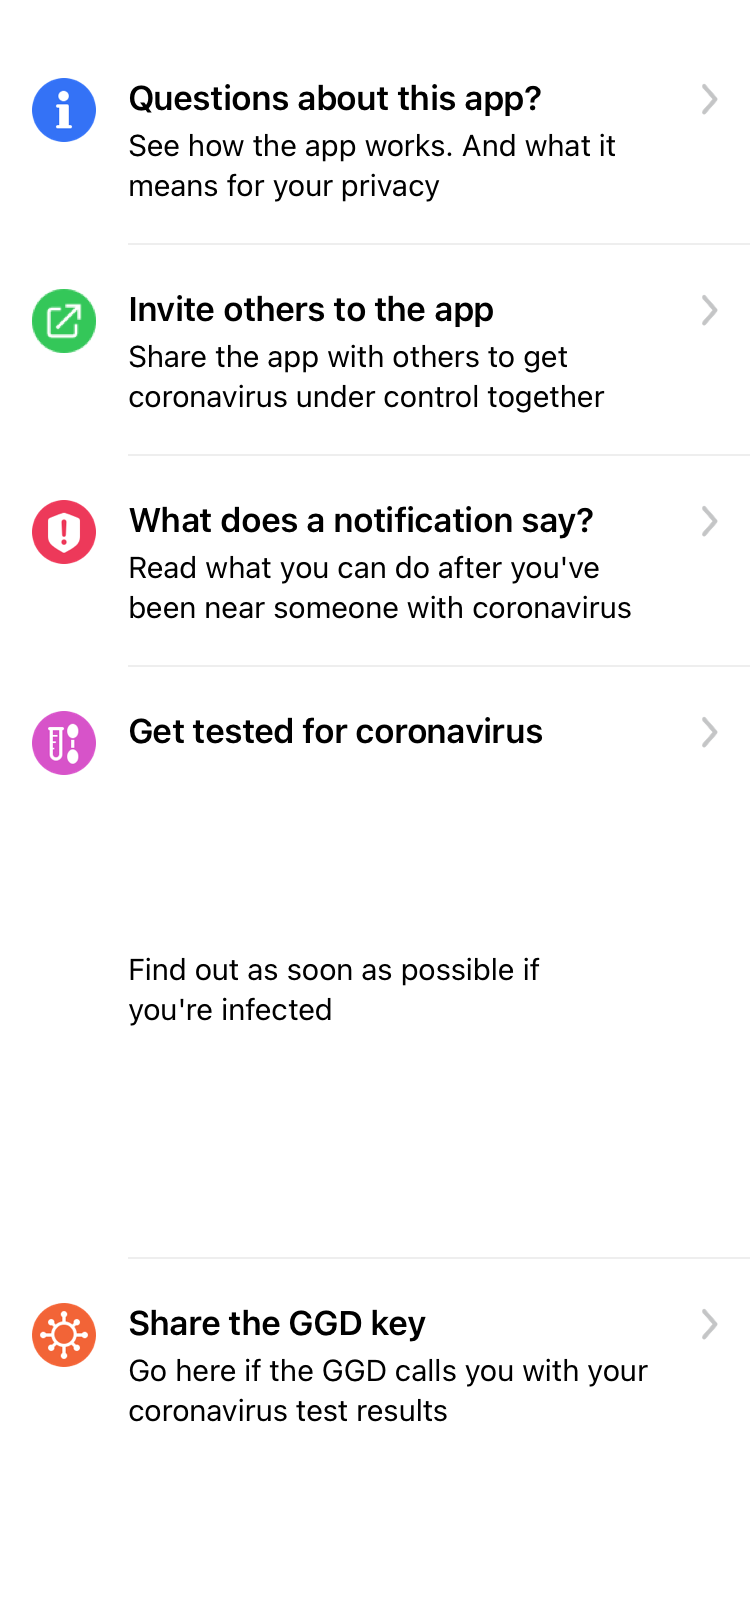 Questions about this app?
See how the app works. And what it
means for your privacy
Invite others to the app
Share the app with others to get
coronavirus under control together
What does a notification say?
Read what you can do after you've
been near someone with coronavirus
Get tested for coronavirus
Find out as soon as possible if
you're infected
Share the GGD key
Go here if the GGD calls you with your
coronavirus test results